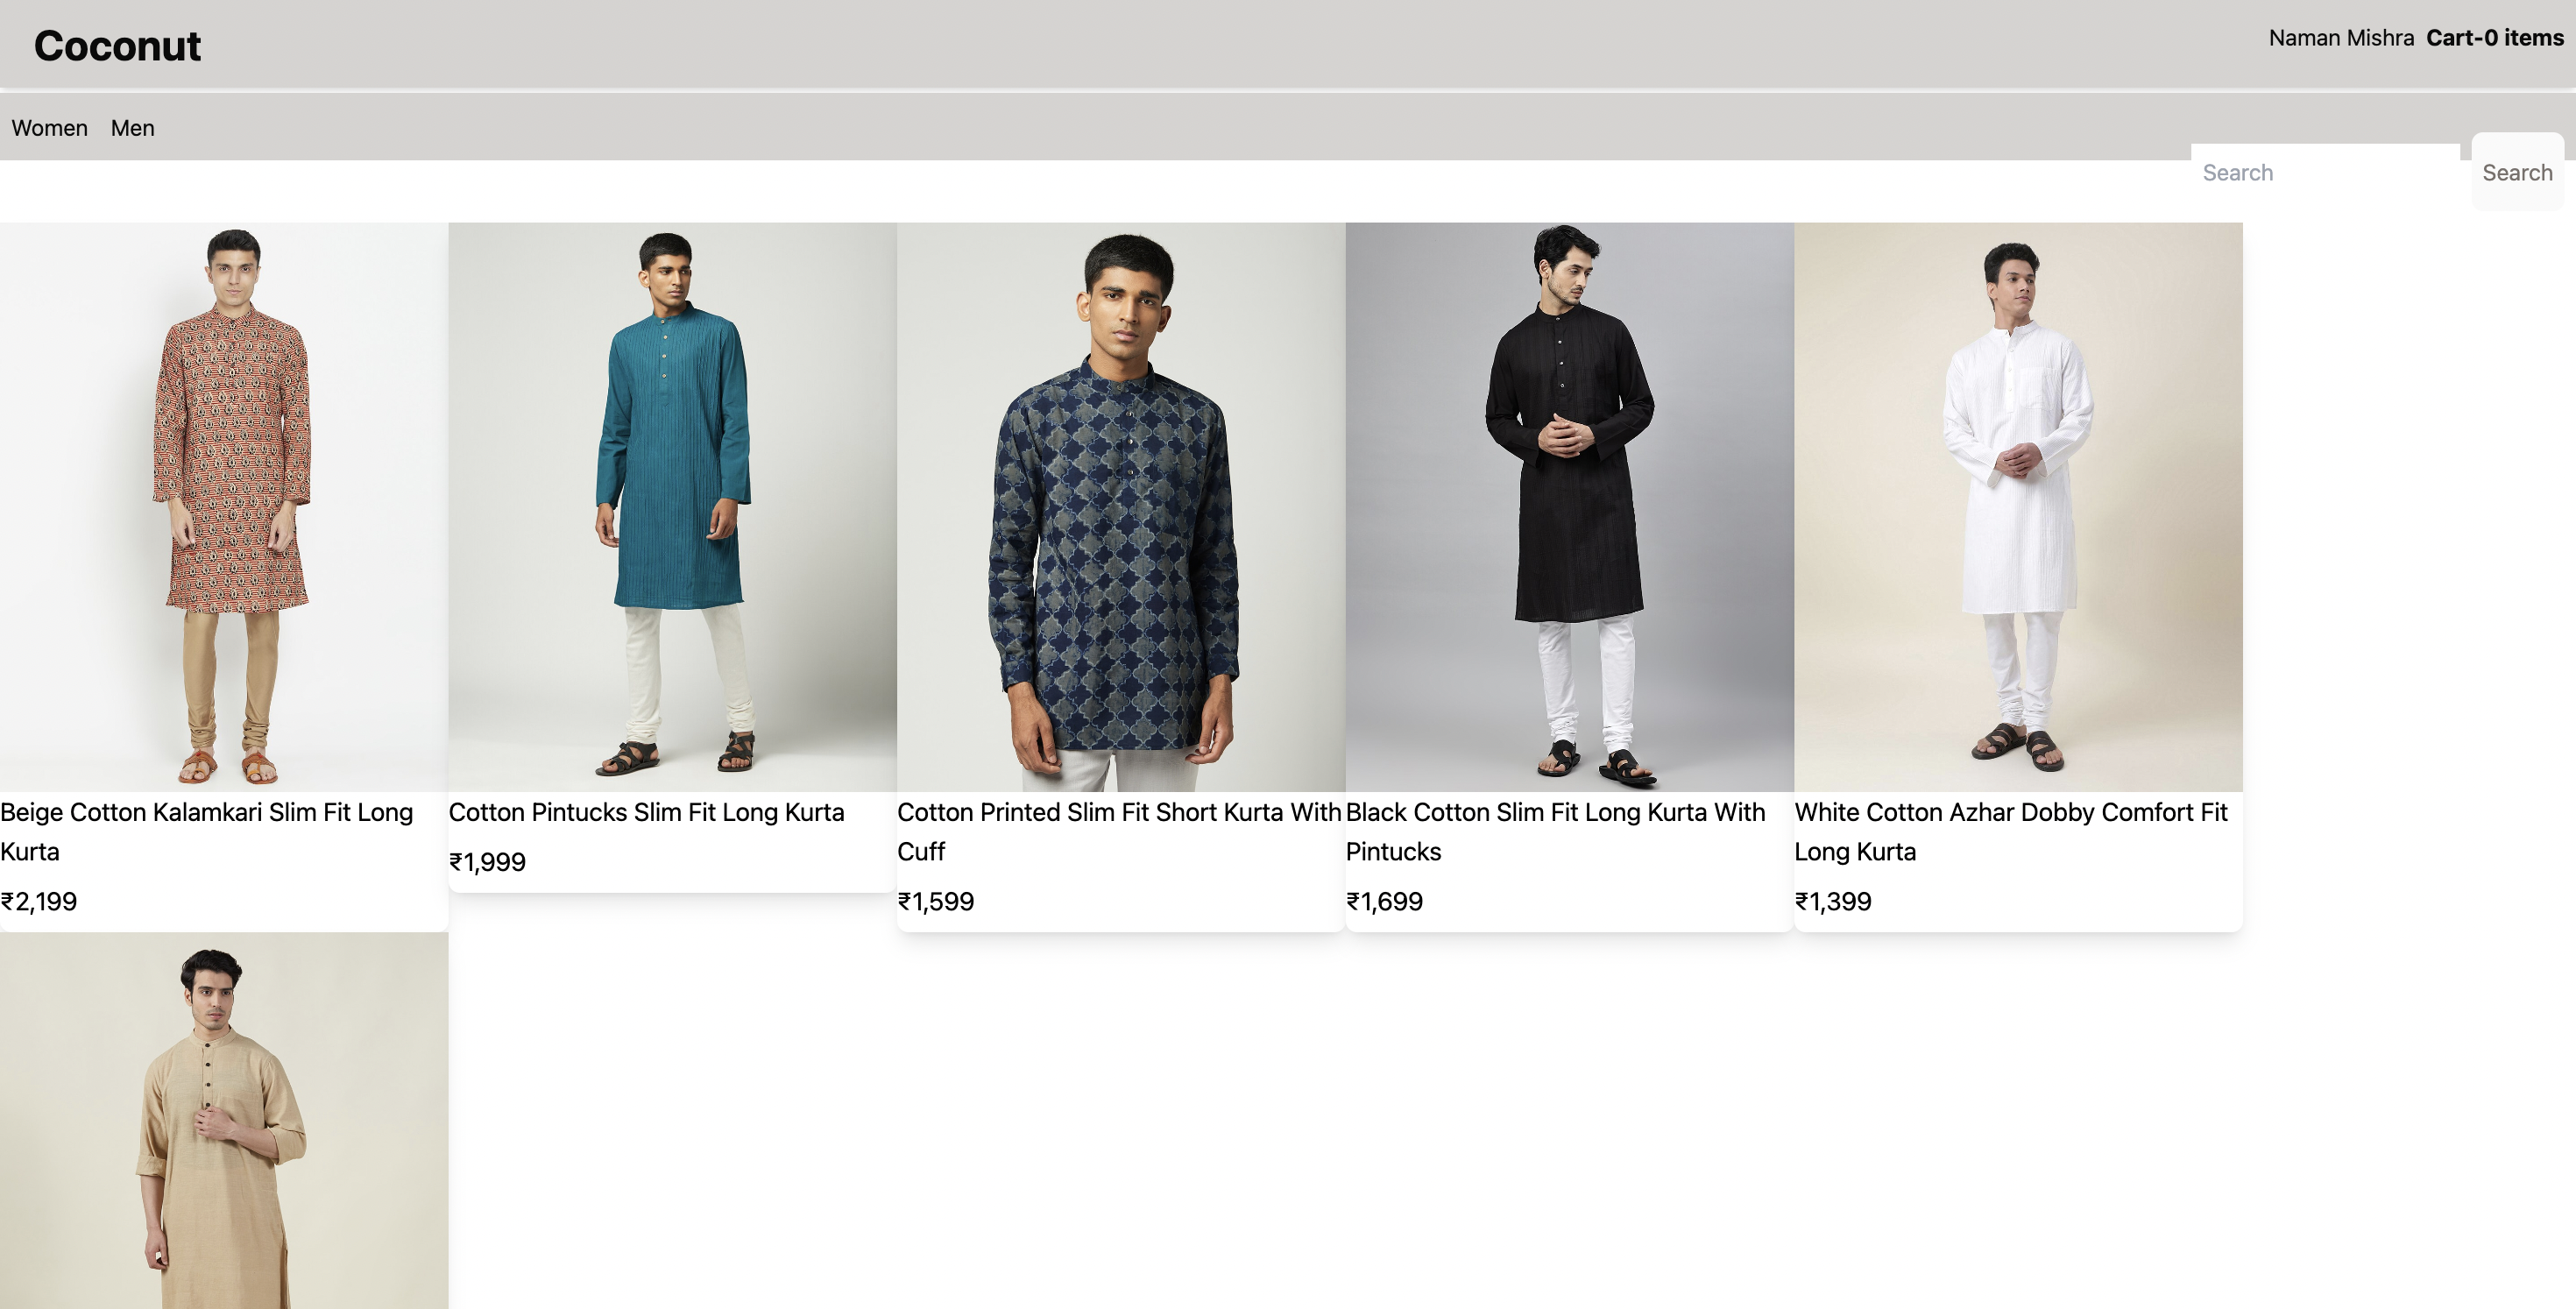 Coconut
Naman Mishra Cart-0 items
Women Men
Search Search
Beige Cotton Kalamkari Slim Fit Long
Kurta
₹2,199
Cotton Pintucks Slim Fit Long Kurta
₹1,999
Cotton Printed Slim Fit Short Kurta With
Cuff
₹1,599
Black Cotton Slim Fit Long Kurta With
Pintucks
₹1,699
White Cotton Azhar Dobby Comfort Fit
Long Kurta
₹1,399